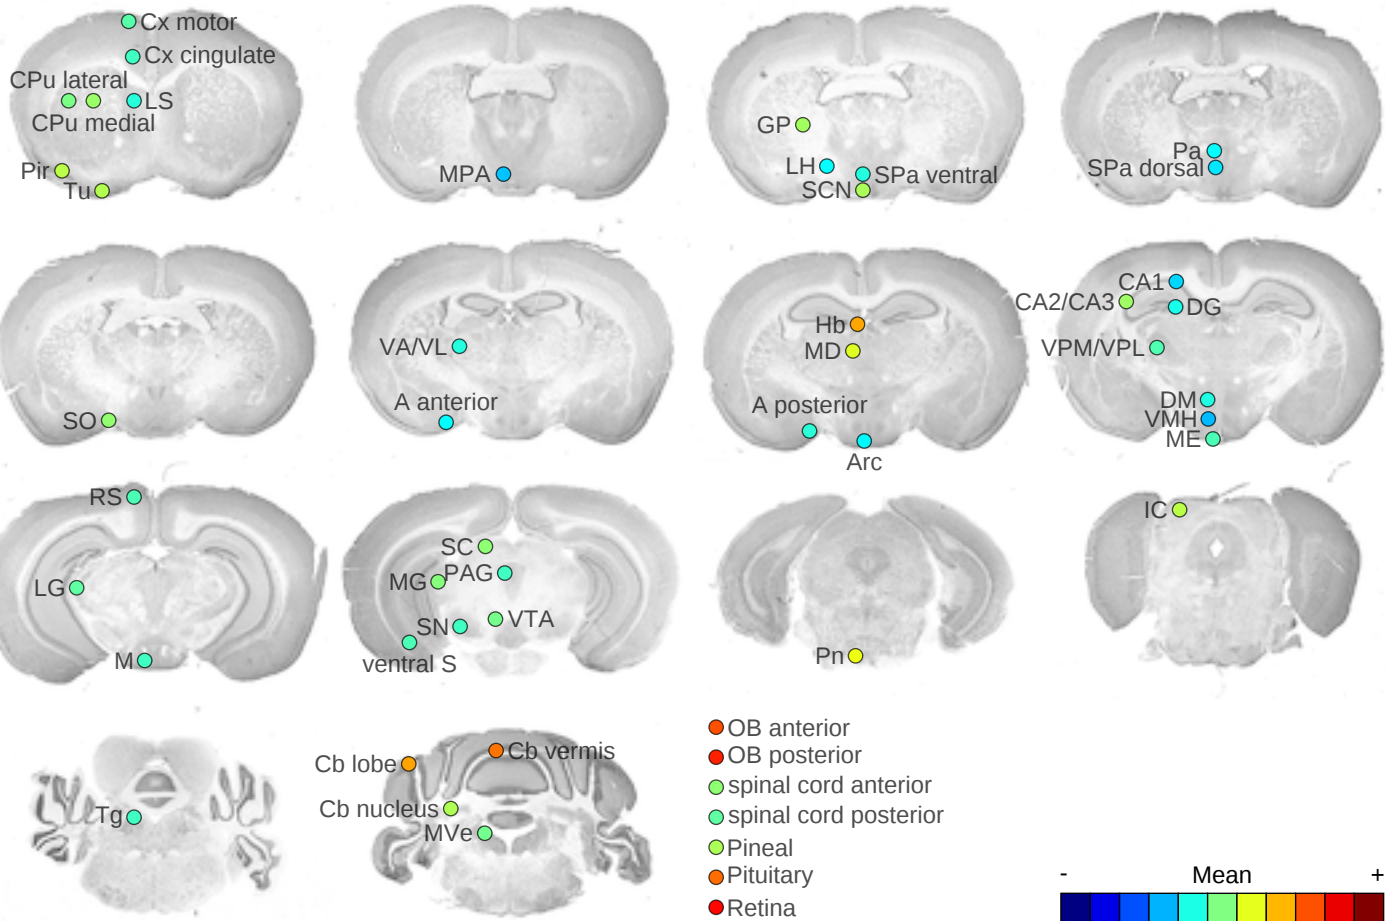 Cx motor
Cx cingulate
CPu lateral
LS
CPu medial
Pir
Tu
MPA
GP
LH
SPa ventral
SCN
Pa
SPa dorsal
SO
VA/VL
A anterior
Hb
MD
A posterior
Arc
CA1
CA2/CA3
DG
VPM/VPL
DM
VMH
ME
RS
LG
M
SC
MG
PAG
SN
VTA
ventral S
Pn
IC
Tg
Cb lobe
Cb vermis
Cb nucleus
MVe
OB anterior
OB posterior
spinal cord anterior
spinal cord posterior
Pineal
Pituitary
Retina
- Mean +